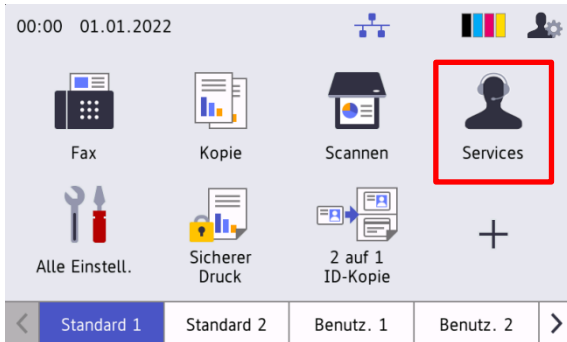 00:00 01.01.2022
Fax
Kopie
Scannen
Services
Alle Einstell.
Sicherer
Druck
2 auf 1
ID-Kopie
Standard 1
Standard 2
Benutz. 1
Benutz. 2